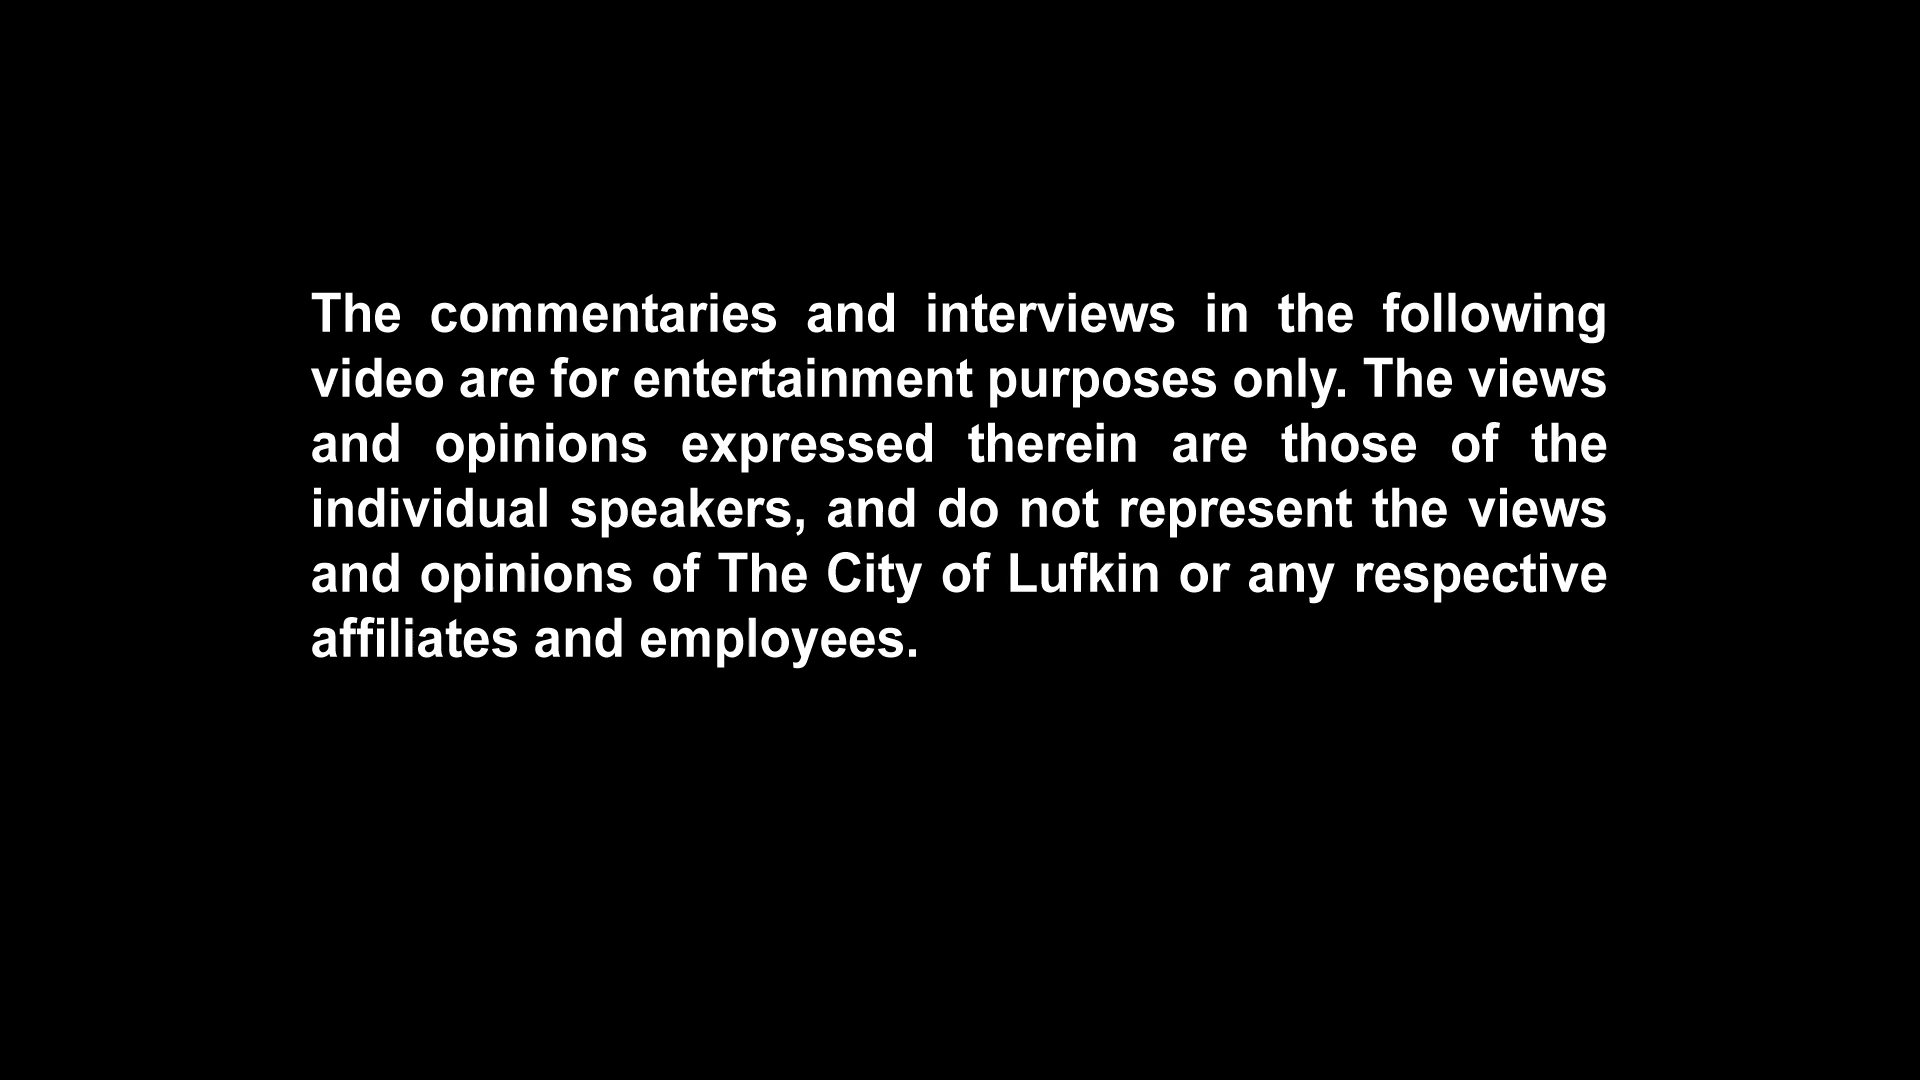 The commentaries and interviews in the following
video are for entertainment purposes only. The views
and opinions expressed therein are those of the
individual speakers, and do not represent the views
and opinions of The City of Lufkin or any respective
affiliates and employees.